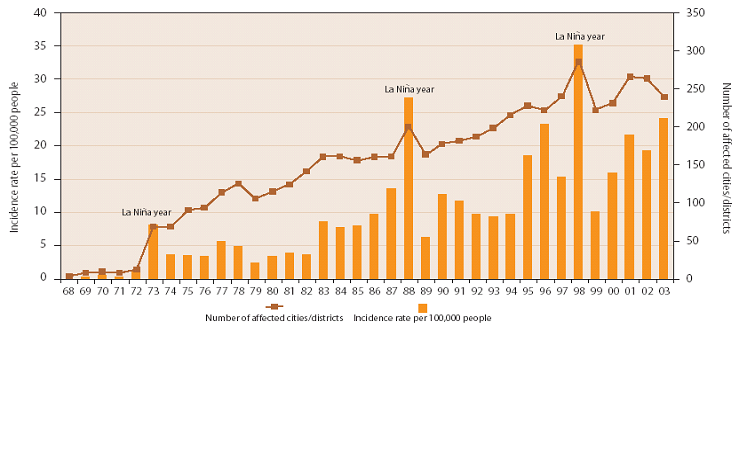 40
35
30
25
20
15
10
5
0
Incidence rate per 100,000 people
La Niña year
La Niña year
La Niña year
350
300
250
200
150
100
50
0
Number of affected cities/districts
68 69 70 71 72 73 74 75 76 77 78 79 80 81 82 83 84 85 86 87 88 89 90 91 92 93 94 95 96 97 98 99 00 01 02 03
Number of affected cities/districts Incidence rate per 100,000 people